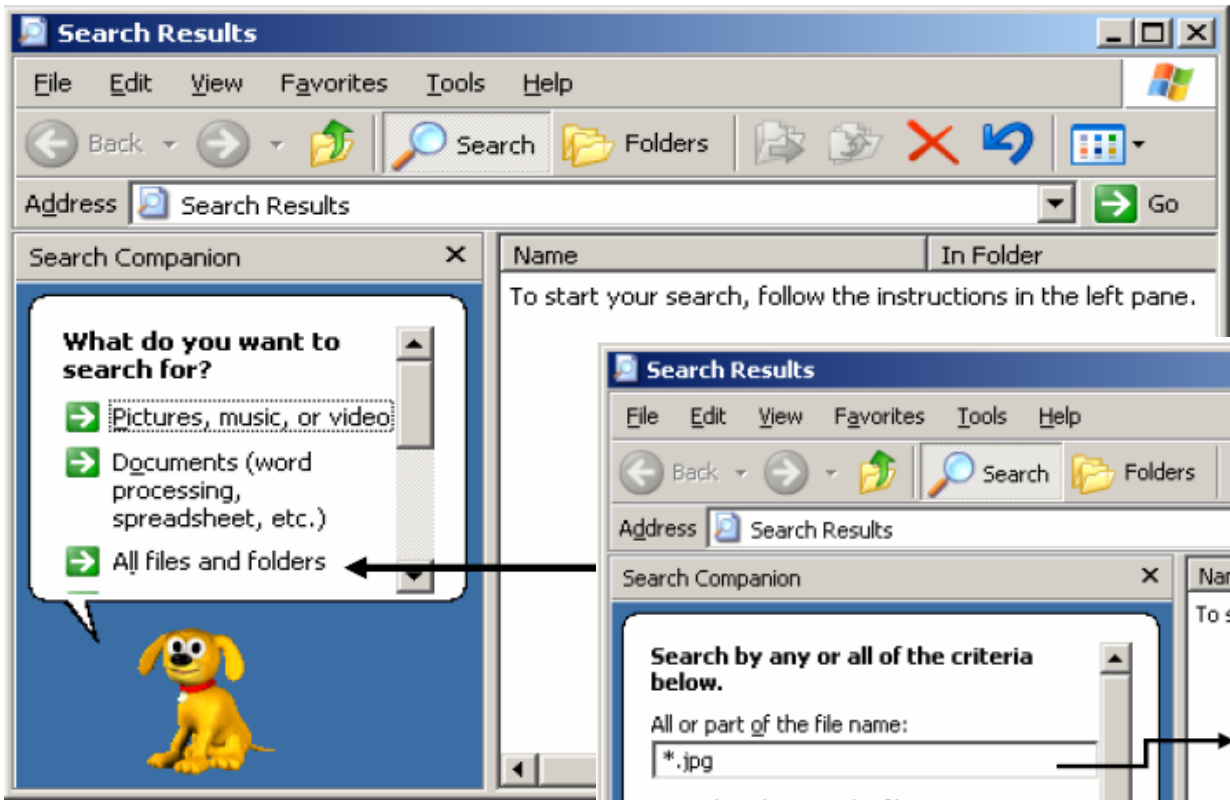 Search Results
File Edit View Favorites Tools Help
Back Search Folders
Address Search Results Go
Search Companion
Name In Folder
To start your search, follow the instructions in the left pane.
What do you want to
search for?
Pictures, music, or video
Documents (word
processing,
spreadsheet, etc.)
All files and folders
Search Results
File Edit View Favorites Tools Help
Back Search Folders
Address Search Results
Search Companion
Search by any or all of the criteria
below.
All or part of the file name:
*.jpg